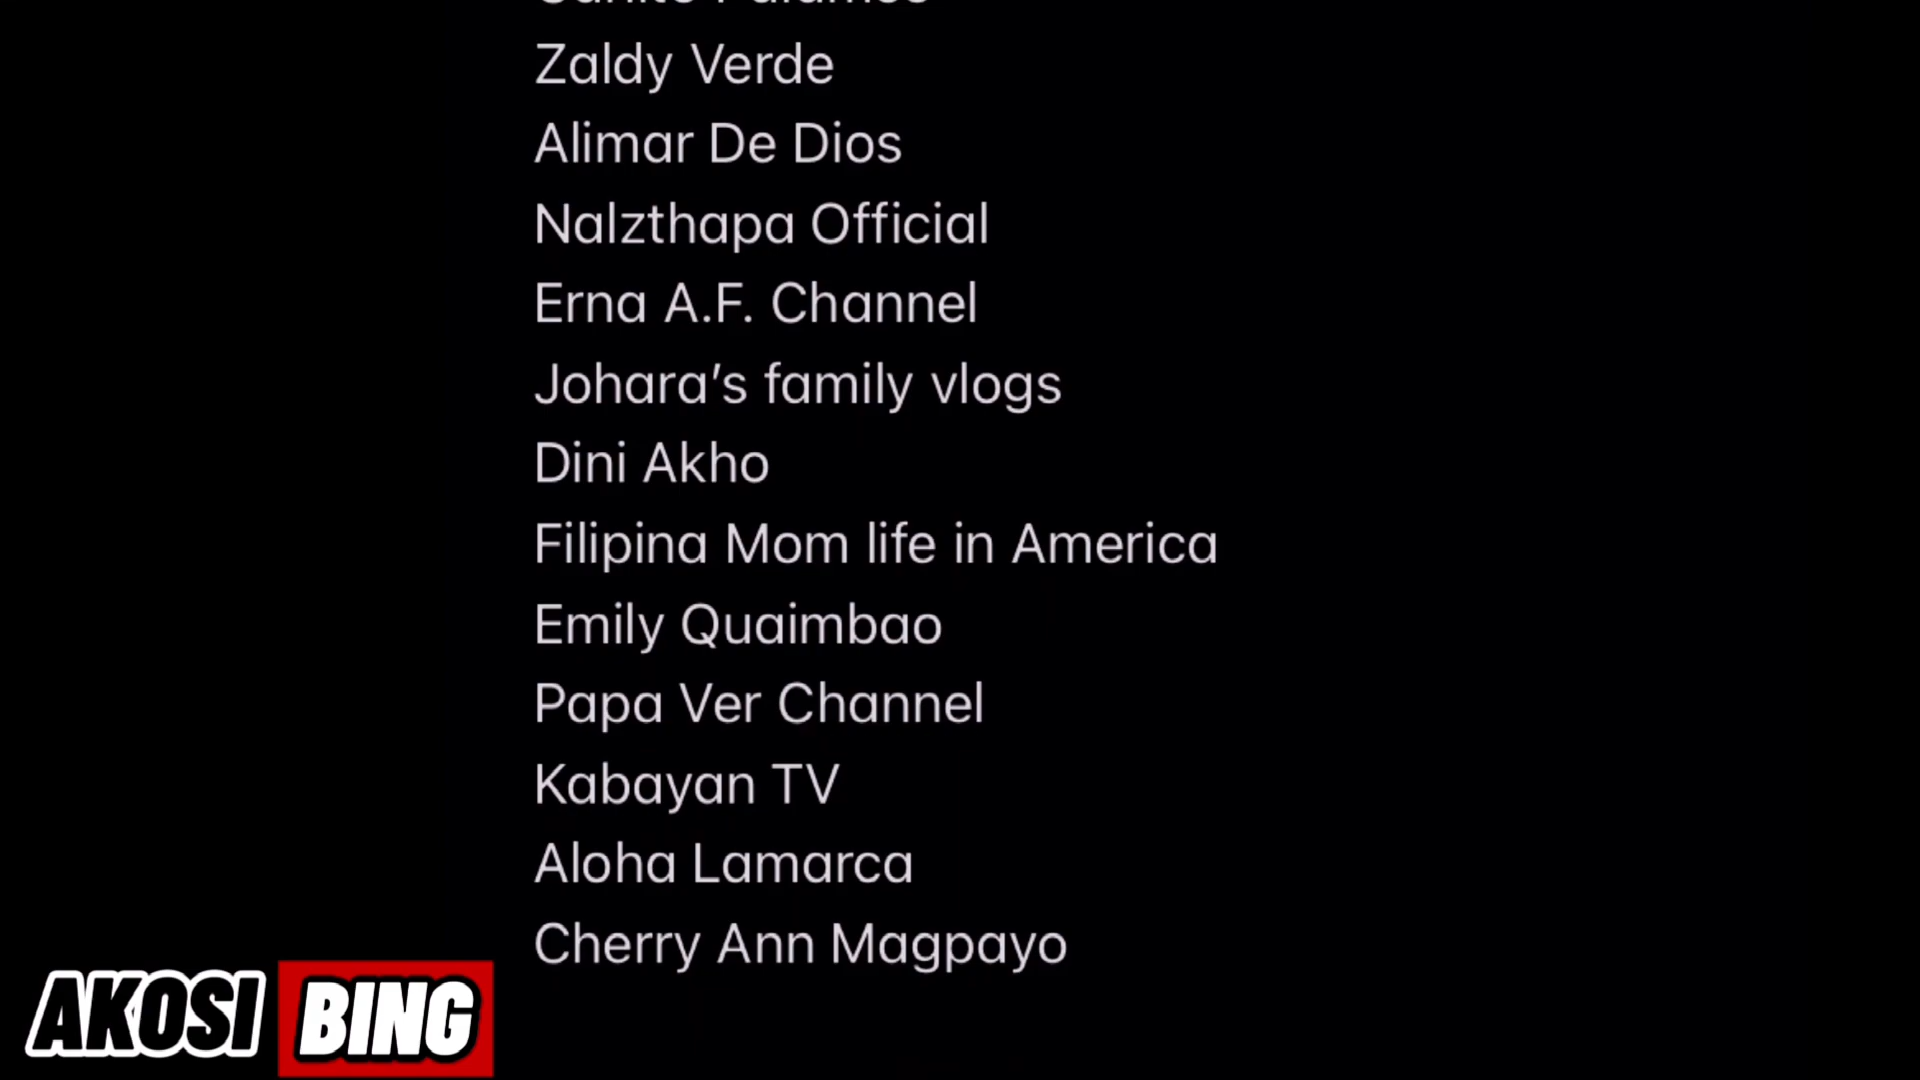 Zaldy Verde
Alimar De Dios
Nalzthapa Official
Erna A.F. Channel
Johara's family vlogs
Dini Akho
Filipina Mom life in America
Emily Quaimbao
Papa Ver Channel
Kabayan TV
Aloha Lamarca
Cherry Ann Magpayo
AKOSI BING